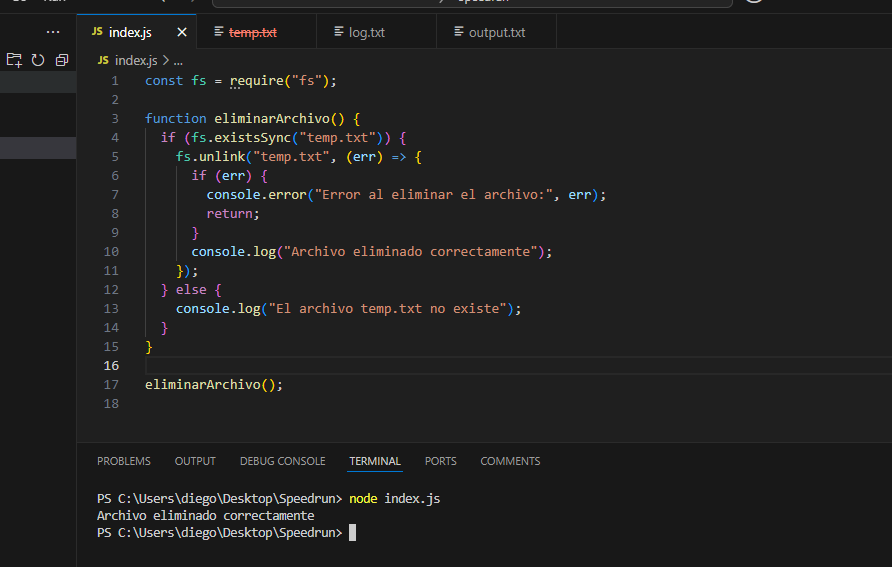 index.js
temp.txt
log.txt
output.txt
JS index.js > ...
1 const fs = require("fs");
2
3 function eliminarArchivo() {
4 if (fs.existsSync("temp.txt")) {
5 fs.unlink("temp.txt", (err) => {
6 if (err) {
7 console.error("Error al eliminar el archivo:", err);
8 return;
9 }
10 console.log("Archivo eliminado correctamente");
11 });
12 } else {
13 console.log("El archivo temp.txt no existe");
14 }
15 }
16
17 eliminarArchivo();
18
PROBLEMS OUTPUT DEBUG CONSOLE TERMINAL PORTS COMMENTS
PS C:\Users\diego\Desktop\Speedrun> node index.js
Archivo eliminado correctamente
PS C:\Users\diego\Desktop\Speedrun>